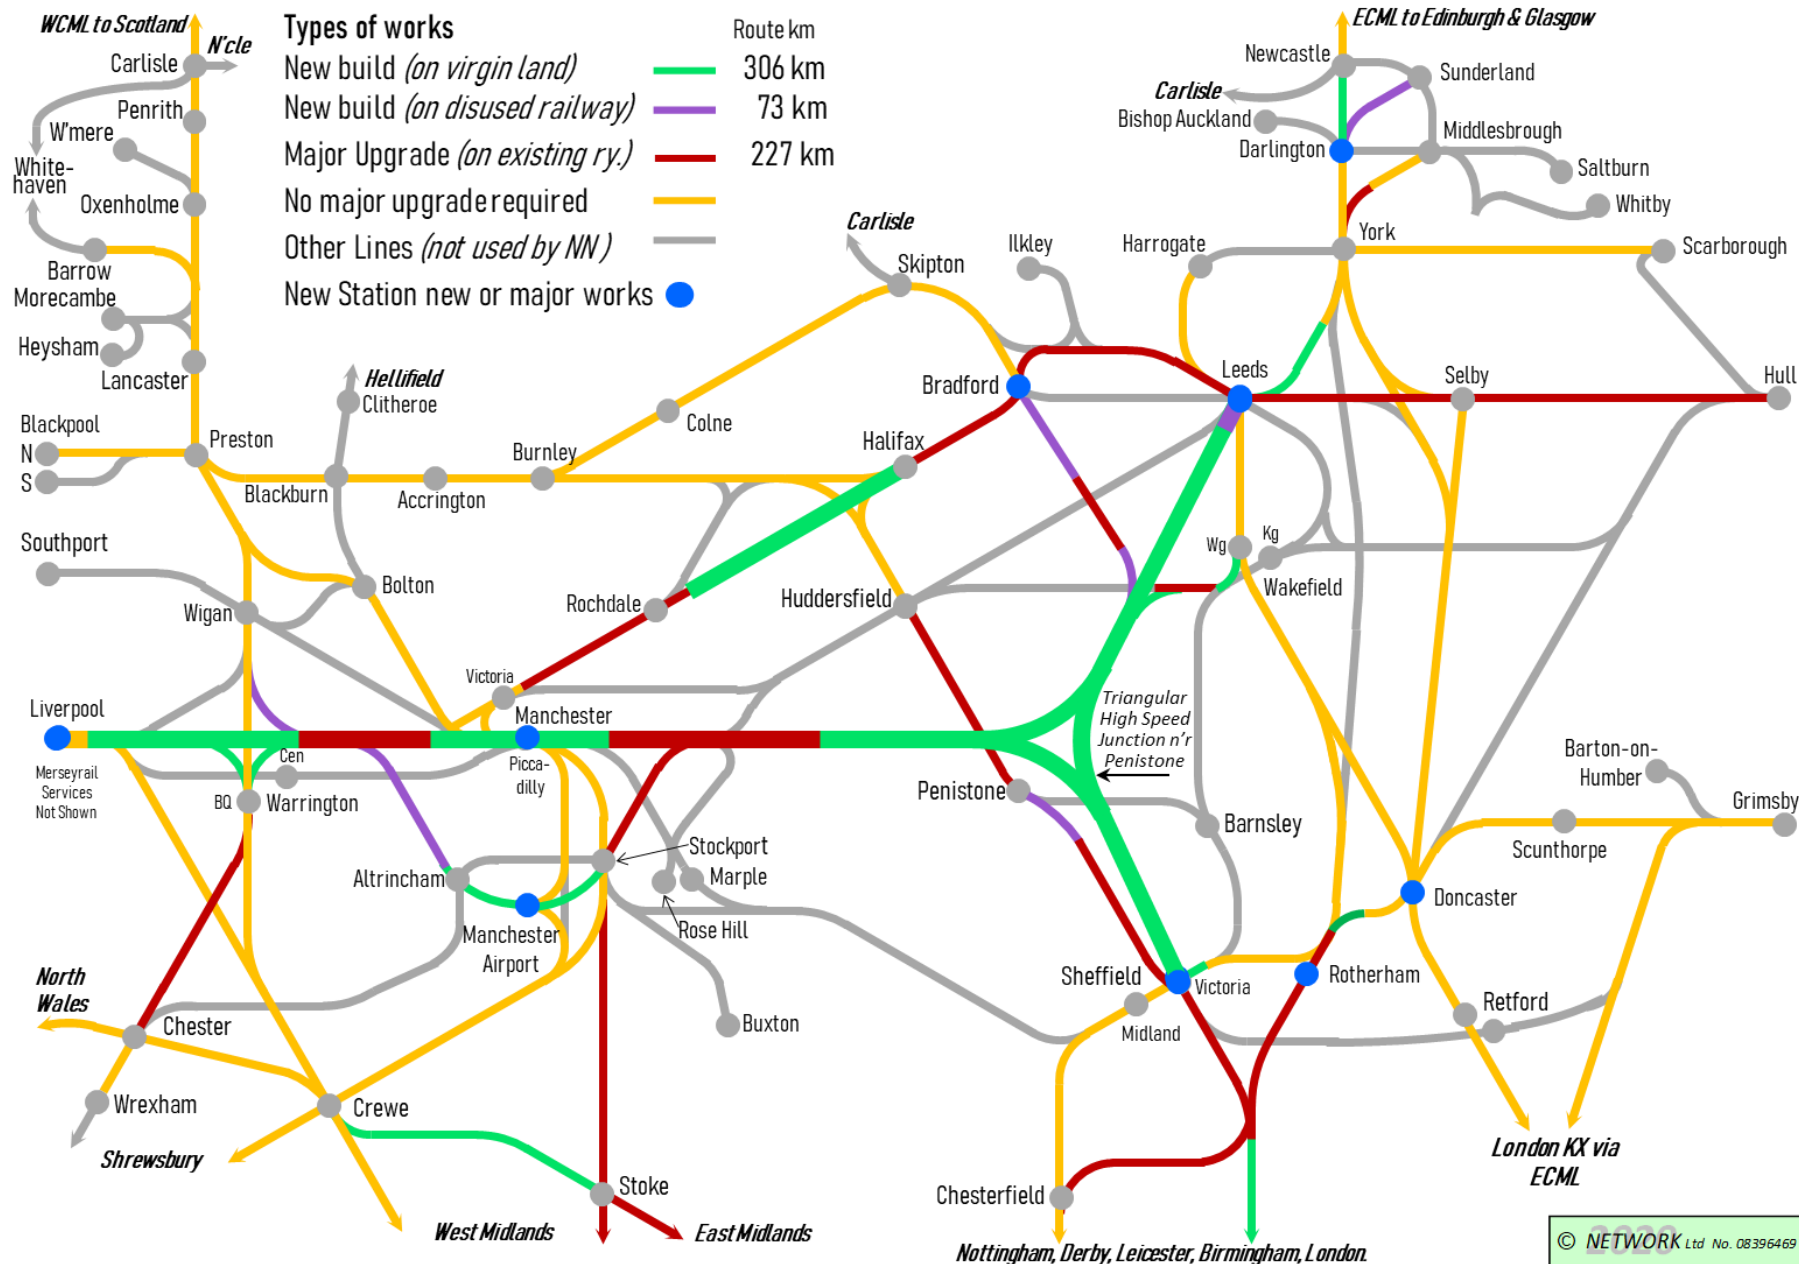 WCML to Scotland
N'cle
Carlisle
Penrith
W'mere
White-
haven
Oxenholme
Barrow
Morecambe
Heysham
Lancaster
Types of works
Route km
New build (on virgin land)
306 km
New build (on disused railway)
73 km
Major Upgrade (on existing ry.)
227 km
No major upgrade required
Other Lines (not used by NN)
New Station new or major works
ECML to Edinburgh & Glasgow
Newcastle
Sunderland
Carlisle
Bishop Auckland
Middlesbrough
Darlington
Saltburn
Whitby
York
Scarborough
Harrogate
Carlisle
Ilkley
Skipton
Hellifield
Clitheroe
Colne
Bradford
Leeds
Selby
Hull
Blackpool
N
S
Preston
Blackburn
Accrington
Burnley
Halifax
Southport
Bolton
Wigan
Rochdale
Huddersfield
Wg
Kg
Wakefield
Victoria
Liverpool
Manchester
Picca-
dilly
Merseyrail
Services
Not Shown
Cen
BQ
Warrington
Triangular
High Speed
Junction n'r
Penistone
Penistone
Barnsley
Barton-on-
Humber
Grimsby
Scunthorpe
Doncaster
Stockport
Marple
Rose Hill
Altrincham
Manchester
Airport
Buxton
Sheffield
Victoria
Midland
Rotherham
Retford
North
Wales
Chester
Wrexham
Crewe
Shrewsbury
Stoke
West Midlands
East Midlands
Chesterfield
Nottingham, Derby, Leicester, Birmingham, London.
London KX via
ECML
© 2020 NETWORK Ltd No. 08396469